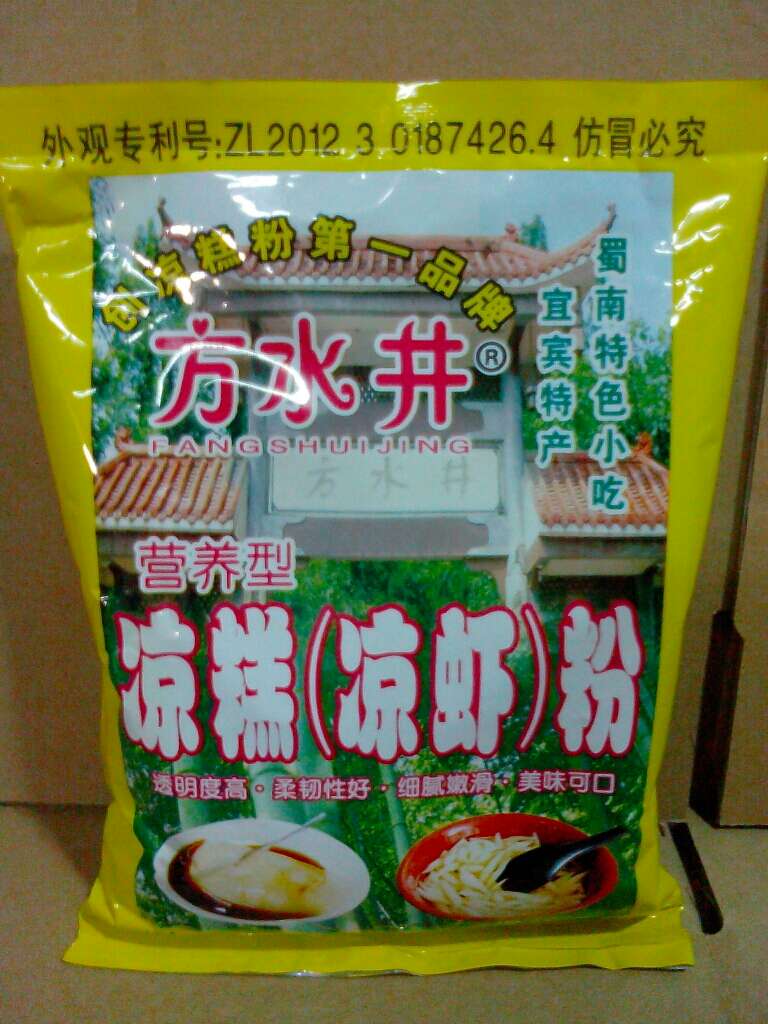 外观专利号:ZL2012 3 0187426.4 仿冒必究
创凉糕粉第一品牌
蜀南特色小吃
宜宾特产
方水井®
FANGSHUIJING
方水井
营养型
凉糕(凉虾)粉
透明度高·柔韧性好·细腻嫩滑·美味可口